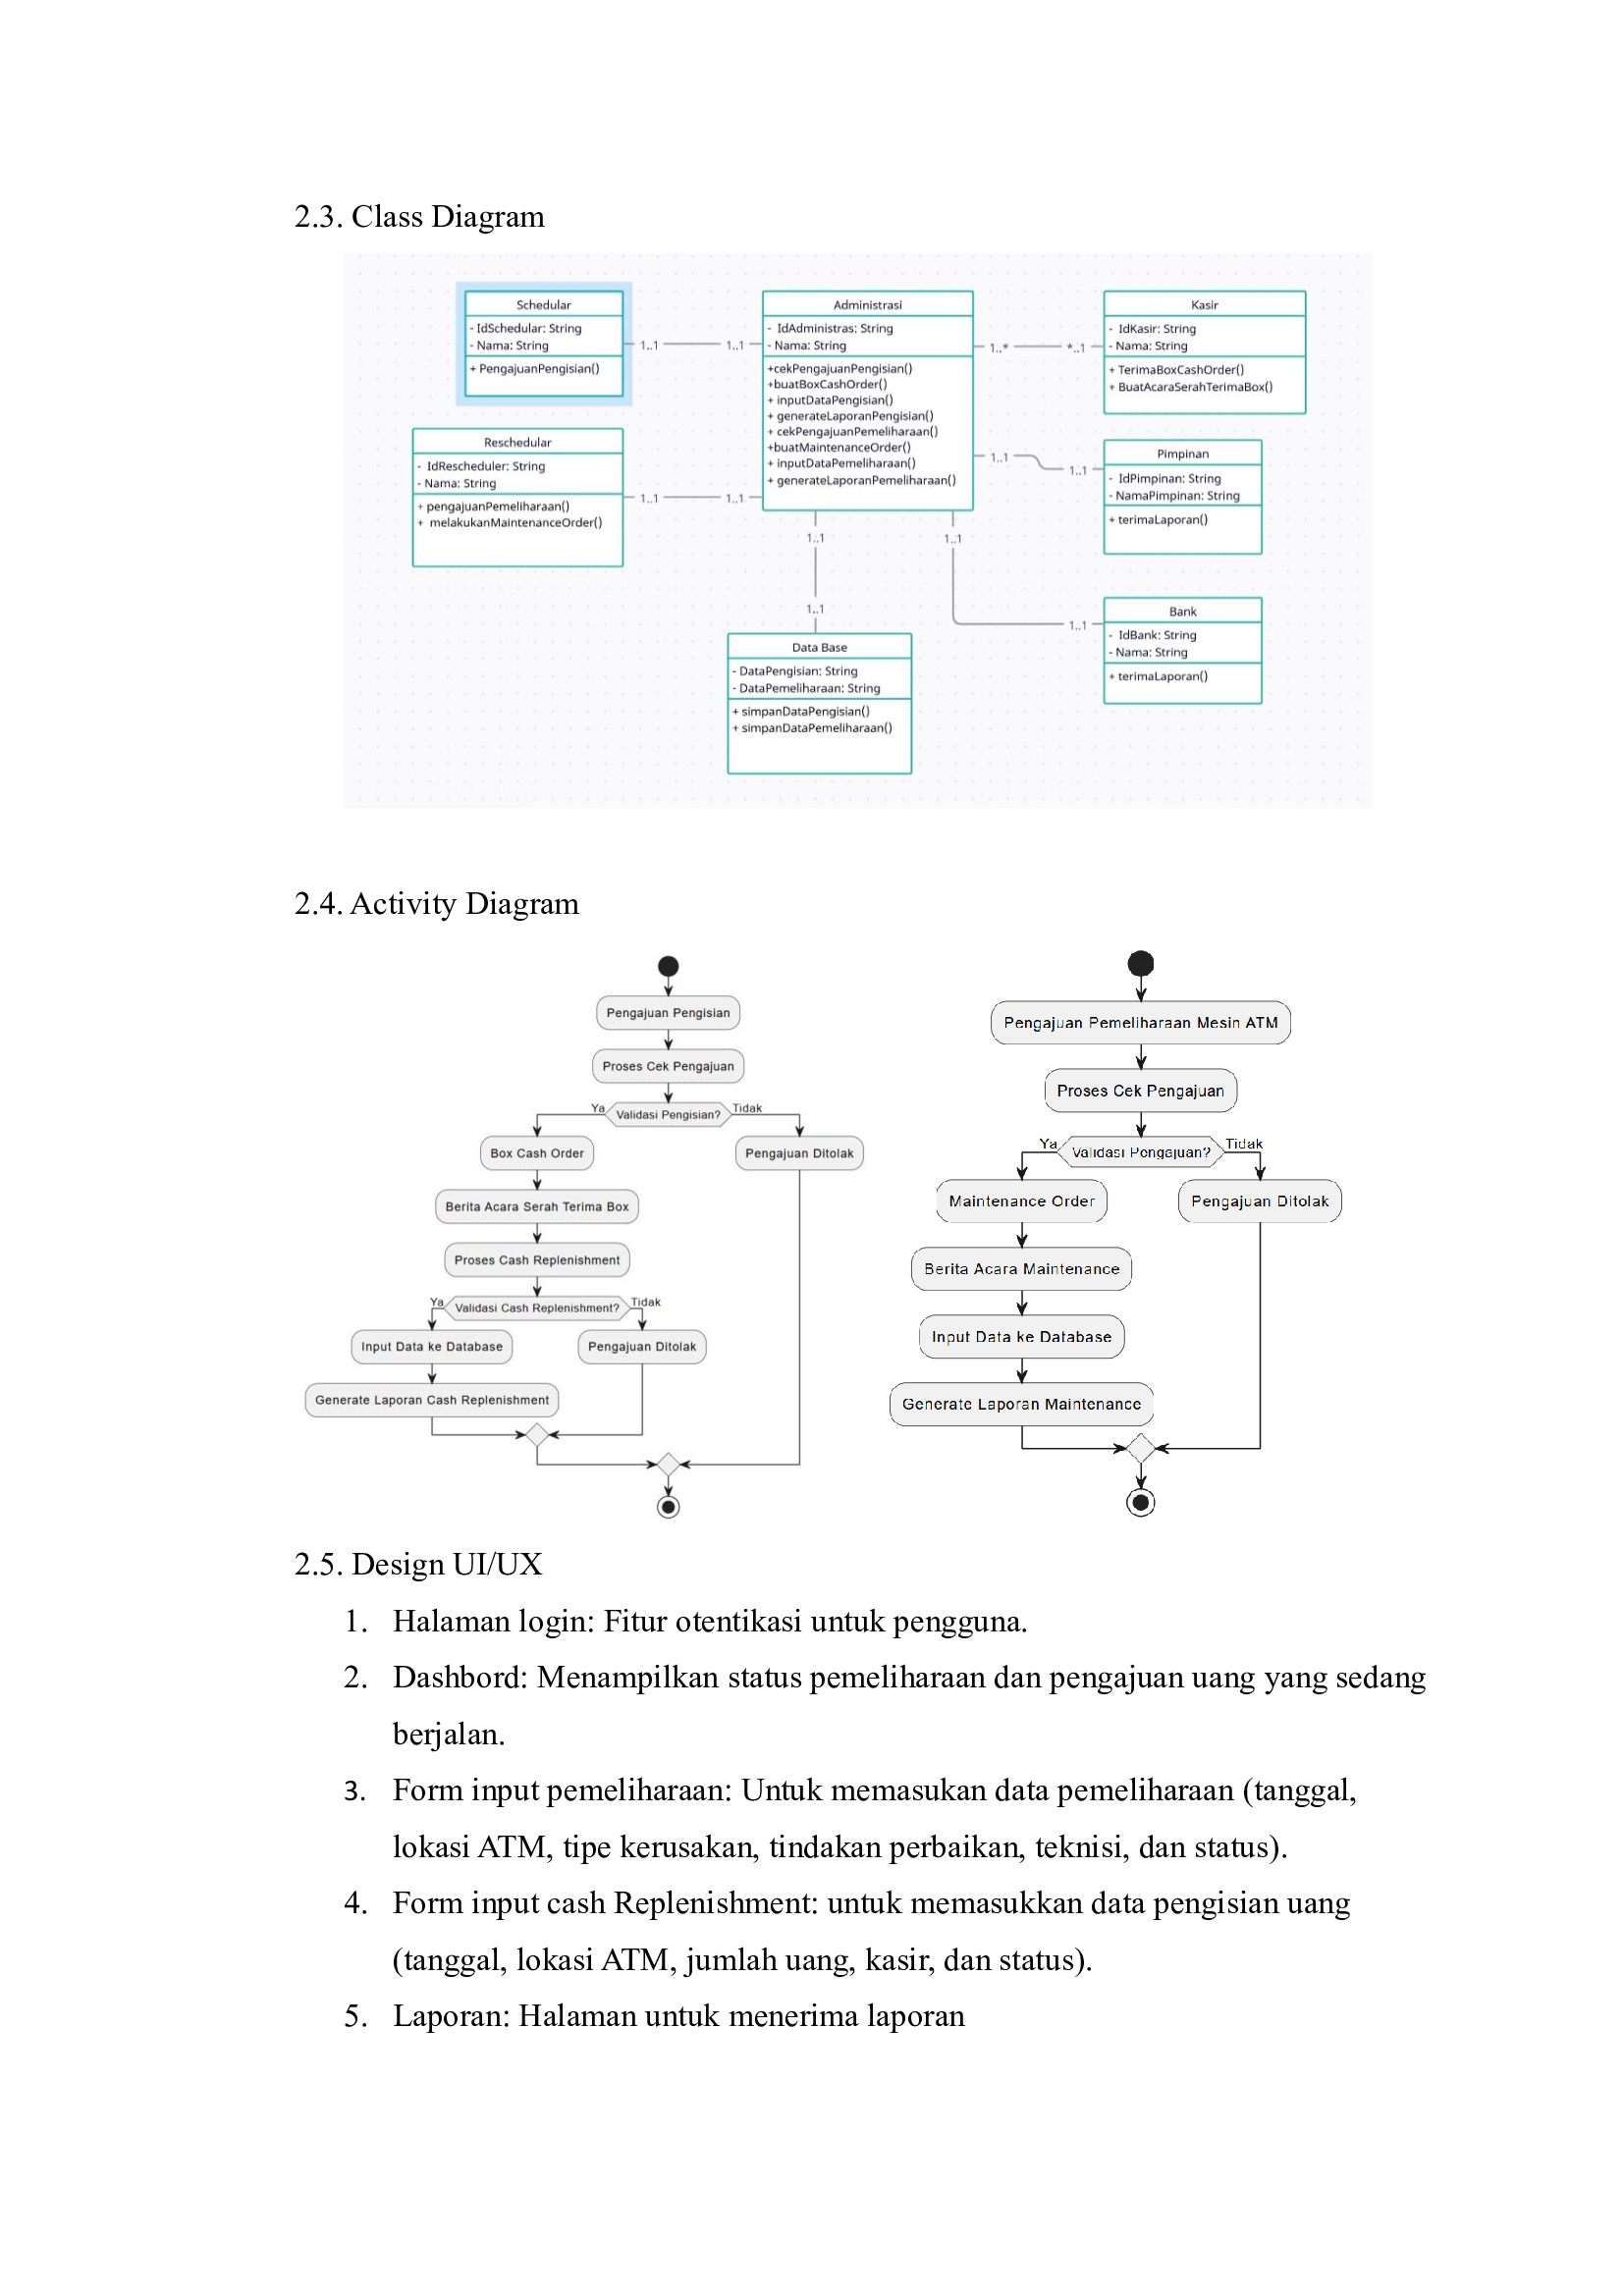 2.3. Class Diagram
Schedular
- IdSchedular: String
- Nama: String
+ PengajuanPengisian()
1..1
1..1
Administrasi
- IdAdministras: String
- Nama: String
+cekPengajuanPengisian()
+buatBoxCashOrder()
+ inputDataPengisian()
+ generateLaporanPengisian()
+ cekPengajuanPemeliharaan()
+buatMaintenanceOrder()
+ inputDataPemeliharaan()
+ generateLaporanPemeliharaan()
1..*
*..1
Kasir
- IdKasir: String
- Nama: String
+ TerimaBoxCashOrder()
+ BuatAcaraSerahTerimaBox()
Reschedular
- IdRescheduler: String
- Nama: String
+ pengajuanPemeliharaan()
+ melakukanMaintenanceOrder()
1..1
1..1
1..1
1..1
Pimpinan
- IdPimpinan: String
- NamaPimpinan: String
+ terimaLaporan()
1..1
1..1
1..1
1..1
Bank
- IdBank: String
- Nama: String
+ terimaLaporan()
Data Base
- DataPengisian: String
- DataPemeliharaan: String
+ simpanDataPengisian()
+ simpanDataPemeliharaan()
2.4. Activity Diagram
Pengajuan Pengisian
Proses Cek Pengajuan
Ya
Validasi Pengisian?
Tidak
Box Cash Order
Pengajuan Ditolak
Berita Acara Serah Terima Box
Proses Cash Replenishment
Ya
Validasi Cash Replenishment?
Tidak
Input Data ke Database
Pengajuan Ditolak
Generate Laporan Cash Replenishment
Pengajuan Pemeliharaan Mesin ATM
Proses Cek Pengajuan
Ya
Validasi Pengajuan?
Tidak
Maintenance Order
Pengajuan Ditolak
Berita Acara Maintenance
Input Data ke Database
Generate Laporan Maintenance
2.5. Design UI/UX
1. Halaman login: Fitur otentikasi untuk pengguna.
2. Dashbord: Menampilkan status pemeliharaan dan pengajuan uang yang sedang
berjalan.
3. Form input pemeliharaan: Untuk memasukan data pemeliharaan (tanggal,
lokasi ATM, tipe kerusakan, tindakan perbaikan, teknisi, dan status).
4. Form input cash Replenishment: untuk memasukkan data pengisian uang
(tanggal, lokasi ATM, jumlah uang, kasir, dan status).
5. Laporan: Halaman untuk menerima laporan